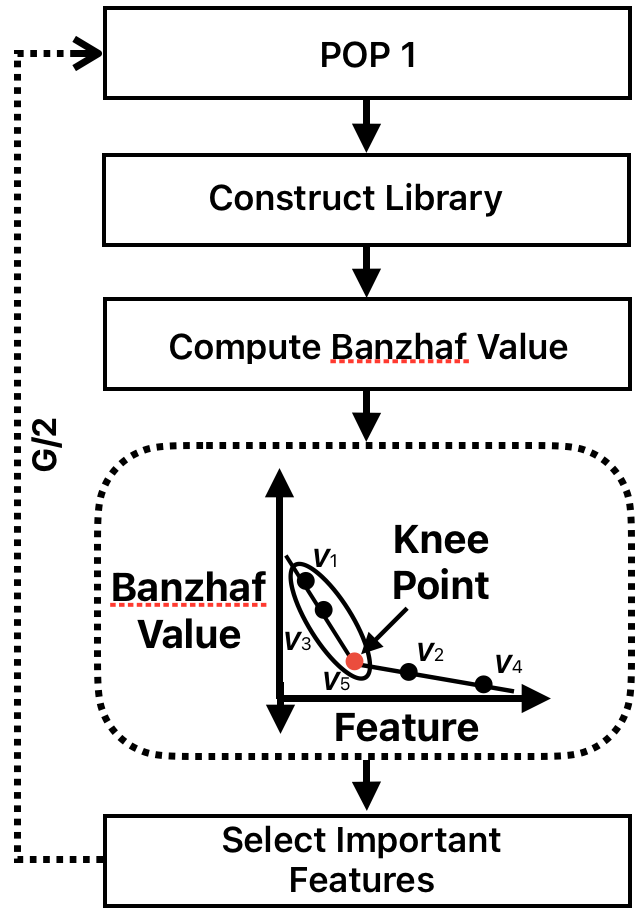 POP 1
Construct Library
Compute Banzhaf Value
G/2
Knee
Point
Banzhaf
Value
V1
V3
V5
V2
V4
Feature
Select Important
Features